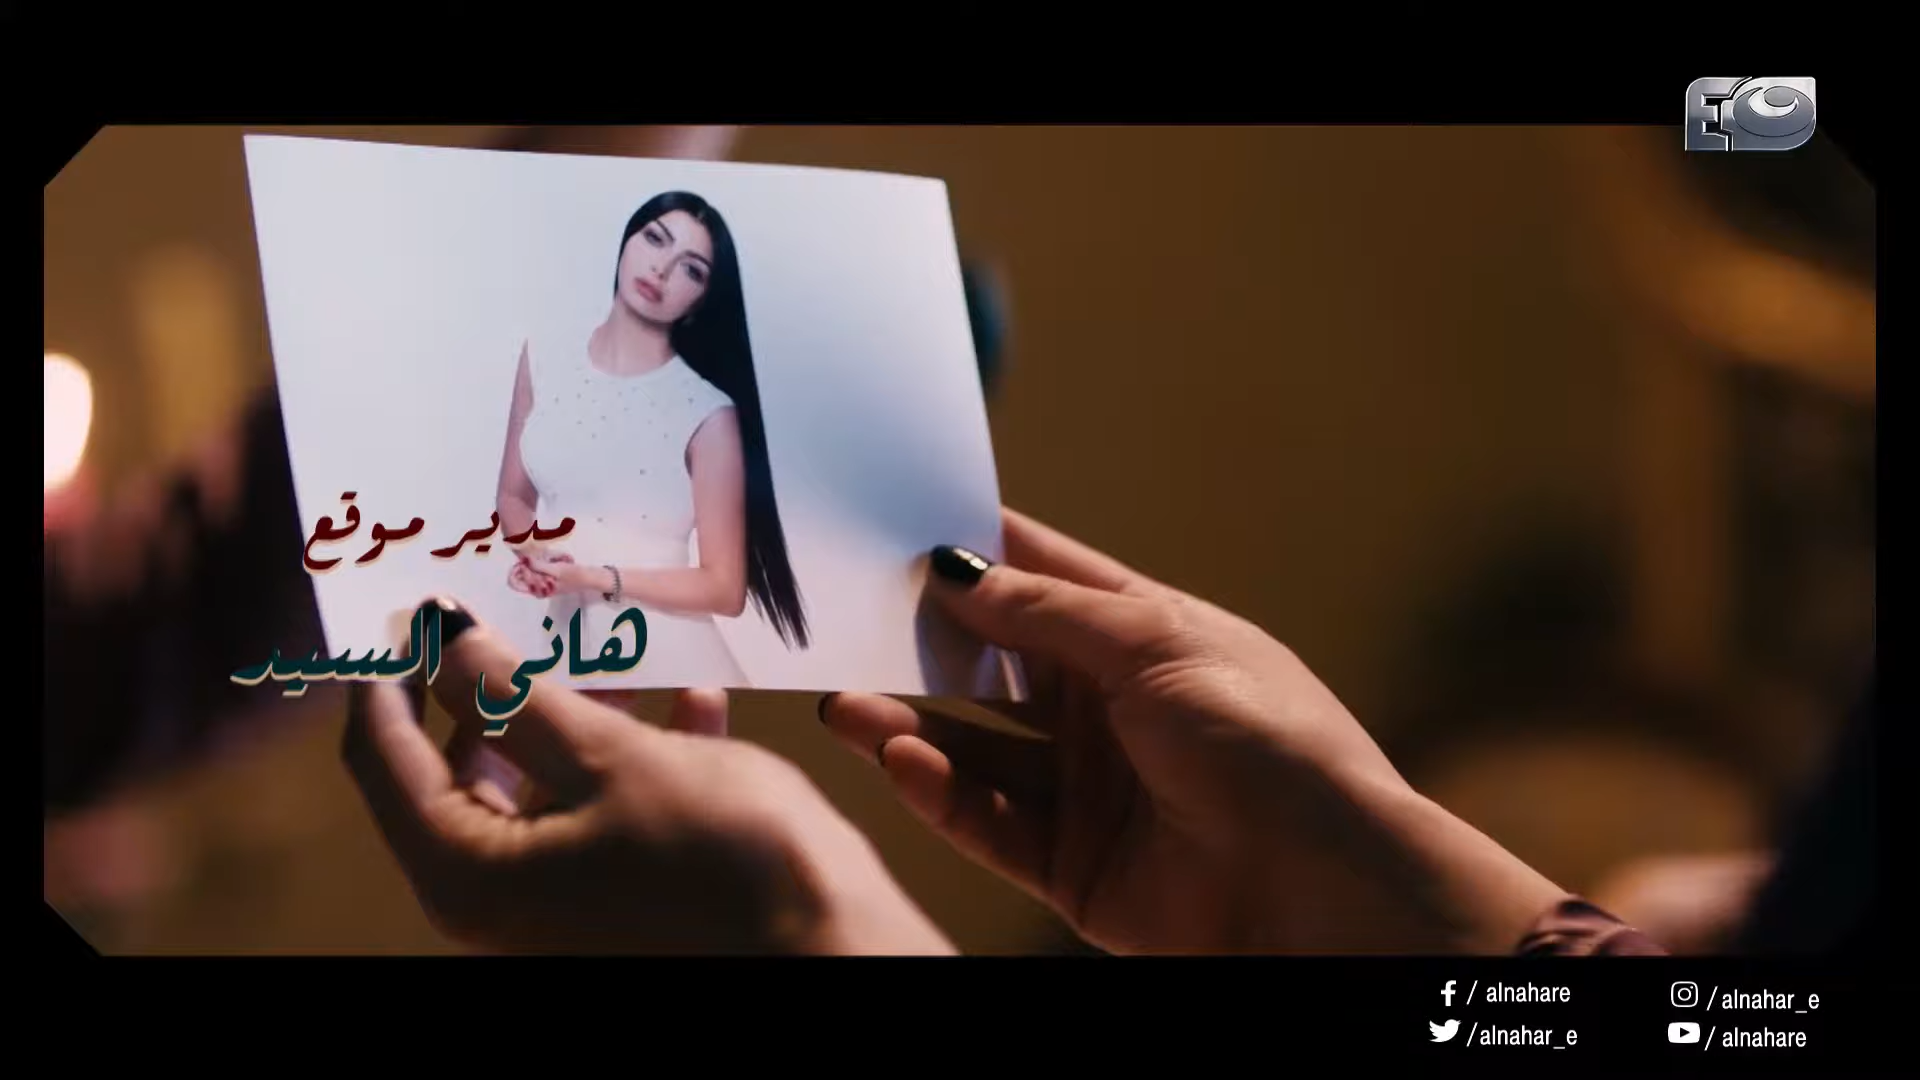 مدير موقع
هاني السيد
/ alnahare
/alnahar_e
/alnahar_e
/ alnahare